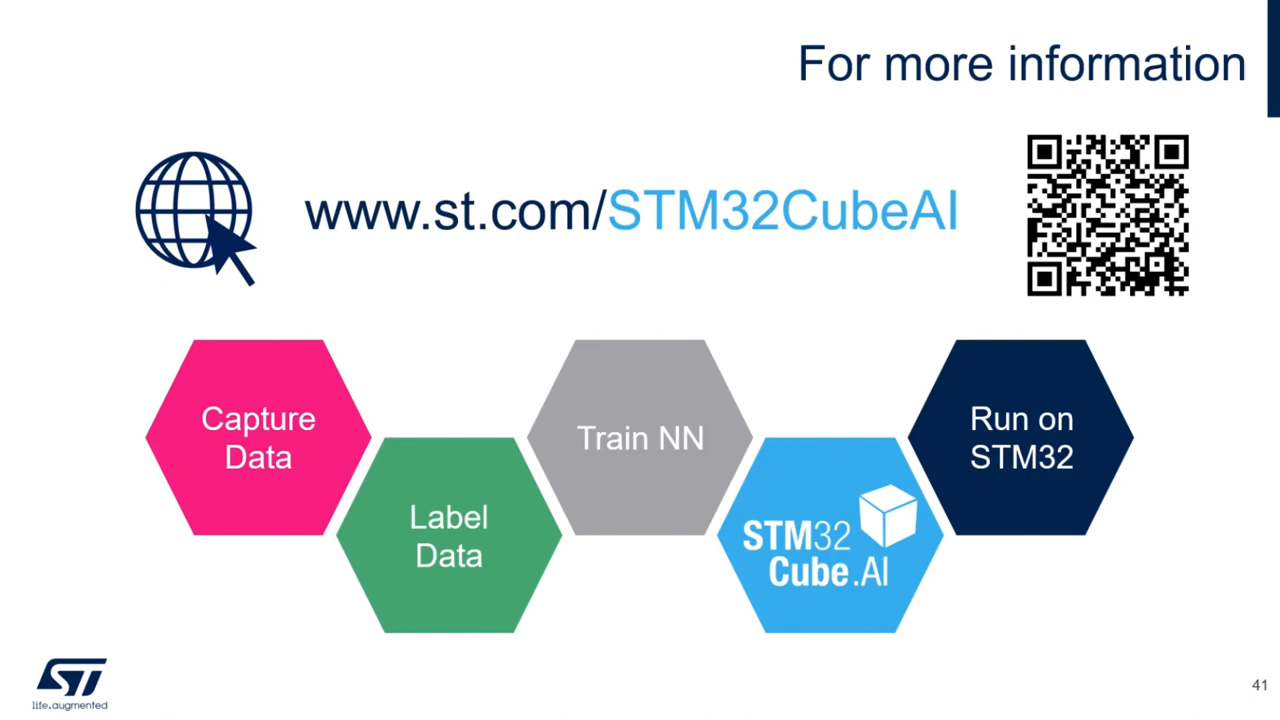 For more information
www.st.com/STM32CubeAI
Capture
Data
Label
Data
Train NN
STM32
Cube.AI
Run on
STM32
ST
life.augmented
41